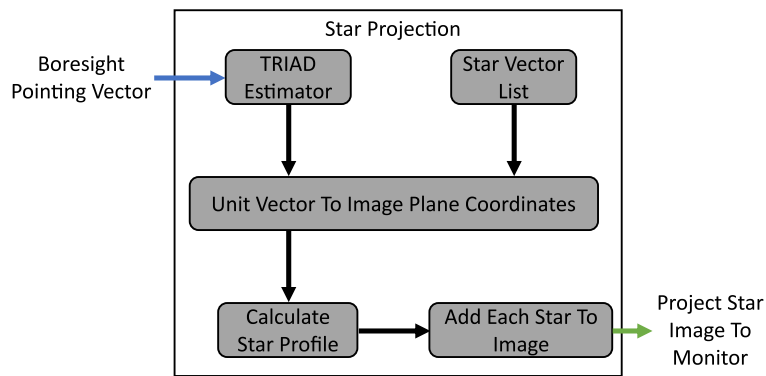 Star Projection
Boresight
Pointing Vector
TRIAD
Estimator
Star Vector
List
Unit Vector To Image Plane Coordinates
Calculate
Star Profile
Add Each Star To
Image
Project Star
Image To
Monitor